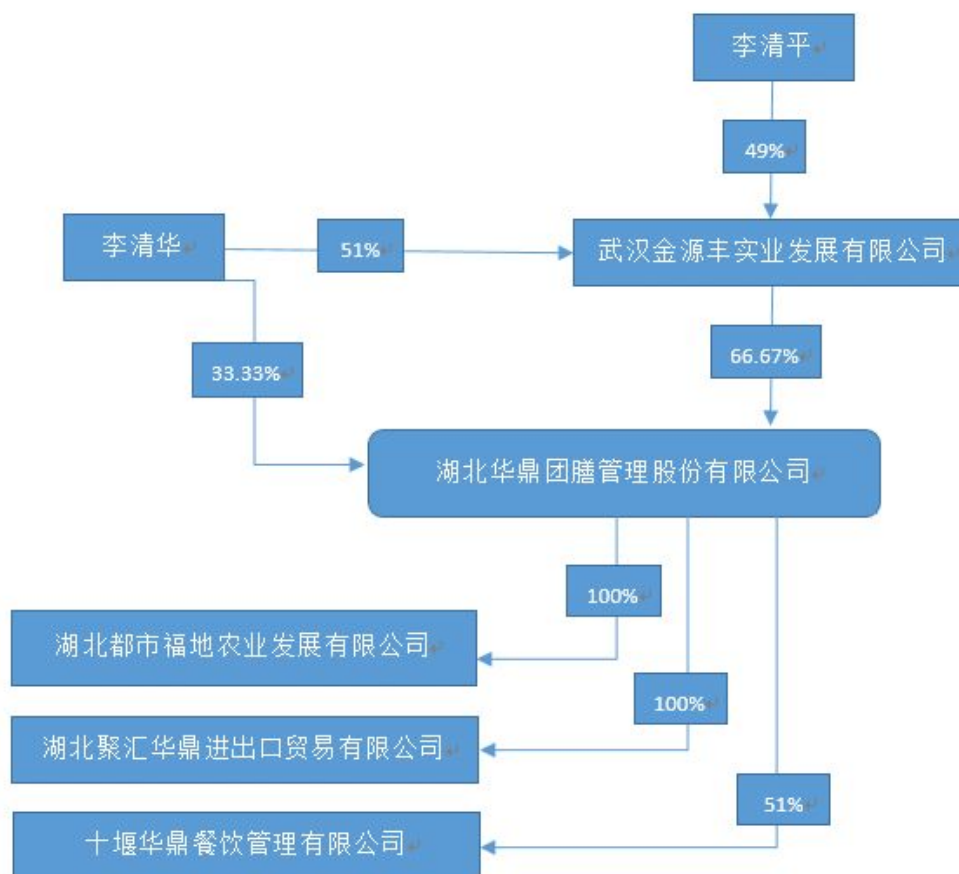 李清平
49%
李清华
51%
武汉金源丰实业发展有限公司
33.33%
66.67%
湖北华鼎团膳管理股份有限公司
100%
湖北都市福地农业发展有限公司
100%
湖北聚汇华鼎进出口贸易有限公司
51%
十堰华鼎餐饮管理有限公司